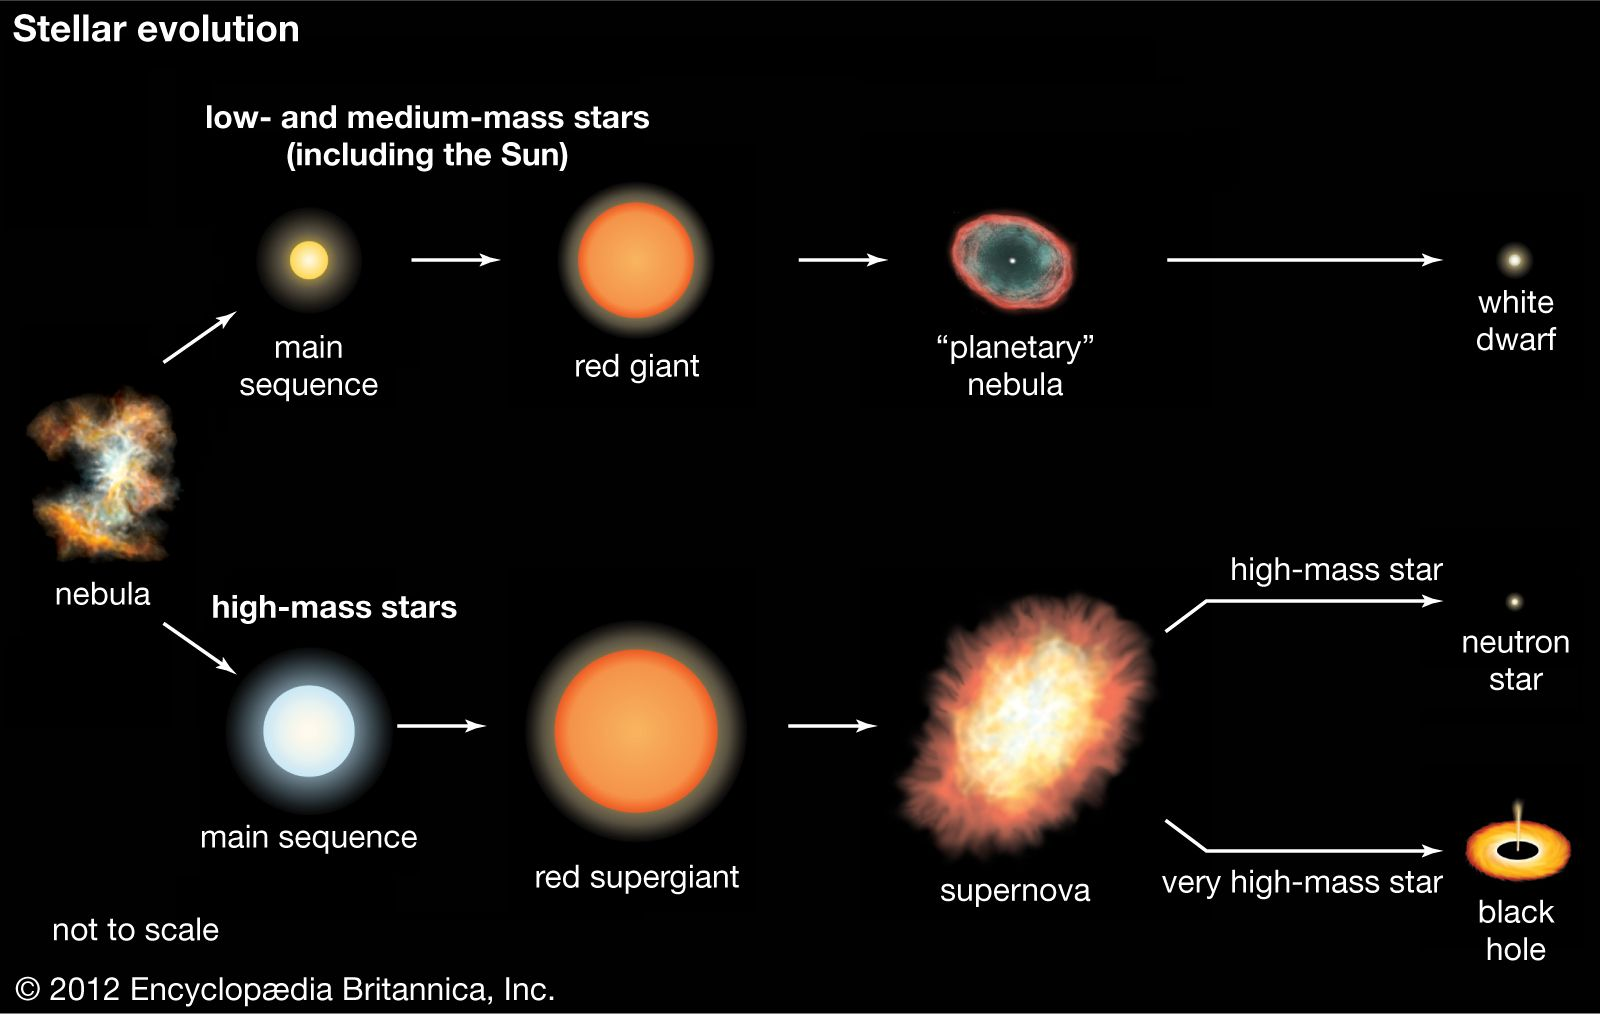 Stellar evolution
low- and medium-mass stars
(including the Sun)
main
sequence
red giant
“planetary”
nebula
white
dwarf
nebula
high-mass stars
main sequence
red supergiant
supernova
high-mass star
neutron
star
very high-mass star
black
hole
not to scale
© 2012 Encyclopædia Britannica, Inc.